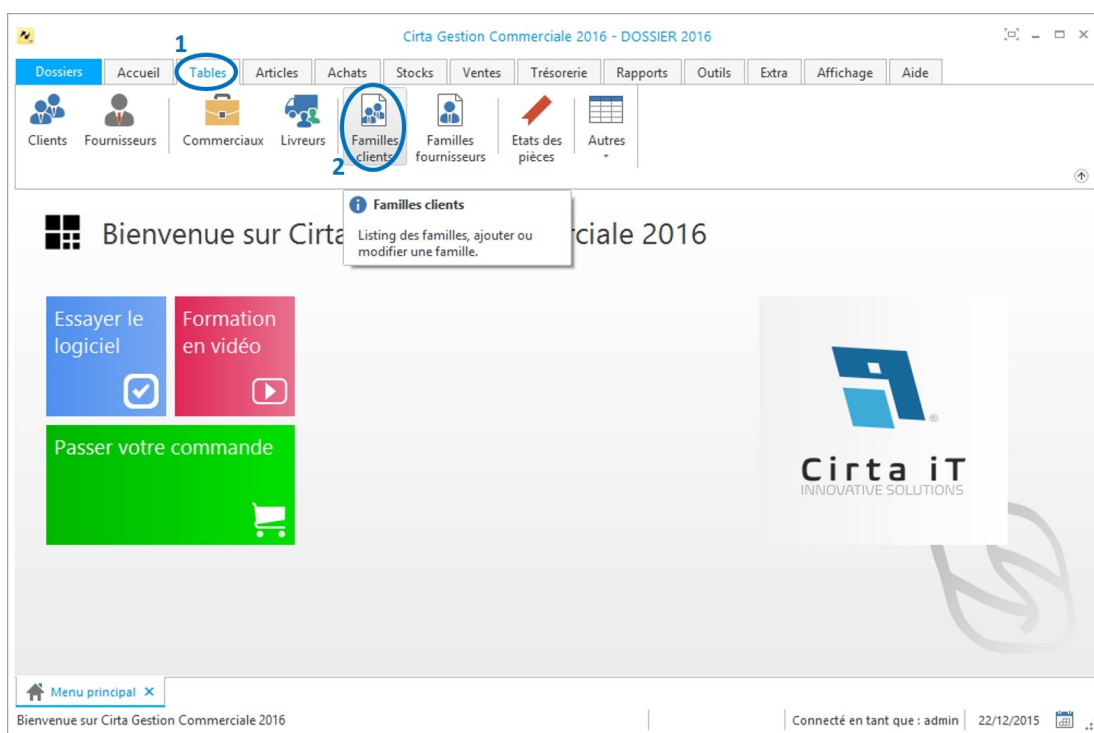 Cirta Gestion Commerciale 2016 - DOSSIER 2016
1
Dossiers Accueil Tables Articles Achats Stocks Ventes Trésorerie Rapports Outils Extra Affichage Aide
Clients Fournisseurs Commerciaux Livreurs Familles clients Familles fournisseurs Etats des pièces Autres
2
Familles clients
Listing des familles, ajouter ou
modifier une famille.
Bienvenue sur Cirta ciale 2016
Essayer le
logiciel
Formation
en vidéo
Passer votre commande
Cirta iT
INNOVATIVE SOLUTIONS
Menu principal
Bienvenue sur Cirta Gestion Commerciale 2016 Connecté en tant que : admin 22/12/2015